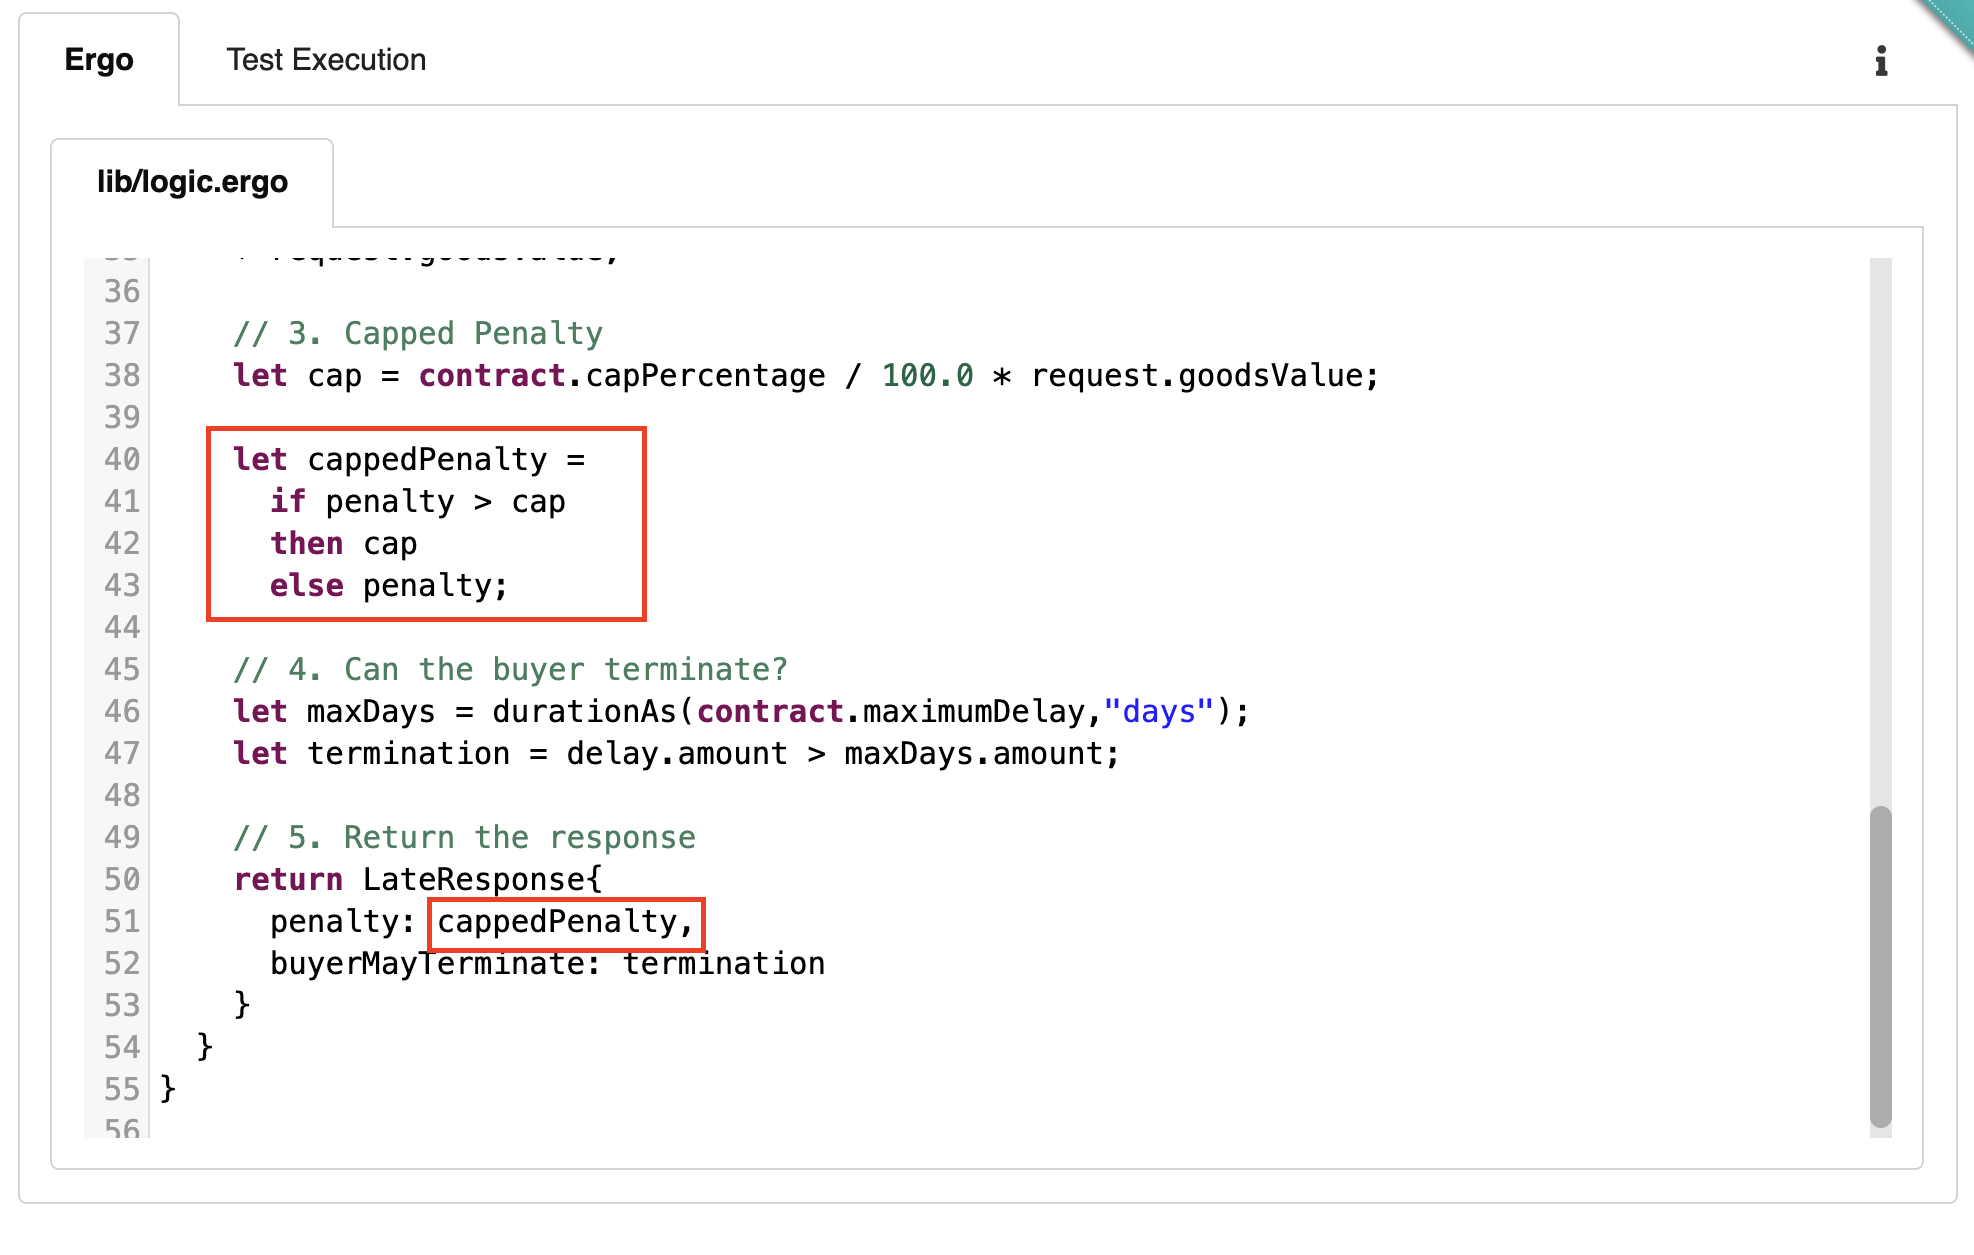 Ergo
Test Execution
lib/logic.ergo
35 * request.goodsValue;
36
37 // 3. Capped Penalty
38 let cap = contract.capPercentage / 100.0 * request.goodsValue;
39
40 let cappedPenalty =
41 if penalty > cap
42 then cap
43 else penalty;
44
45 // 4. Can the buyer terminate?
46 let maxDays = durationAs(contract.maximumDelay,"days");
47 let termination = delay.amount > maxDays.amount;
48
49 // 5. Return the response
50 return LateResponse{
51 penalty: cappedPenalty,
52 buyerMayTerminate: termination
53 }
54 }
55 }
56